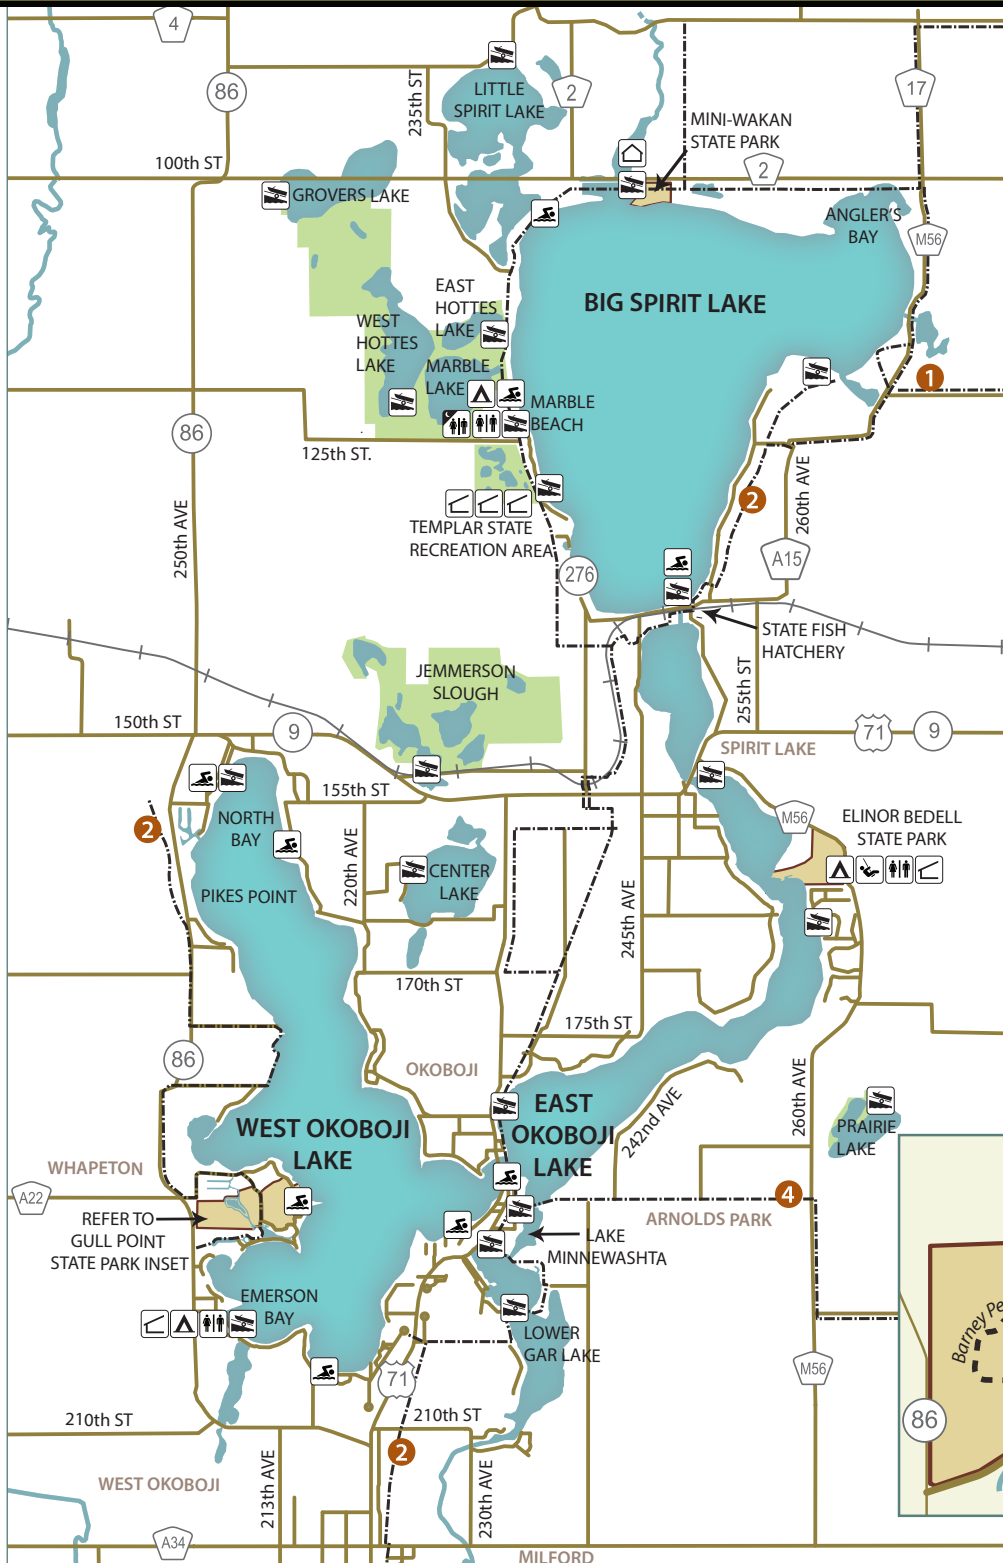 4
86
235th ST
LITTLE
SPIRIT LAKE
2
17
MINI-WAKAN
STATE PARK
100th ST
2
GROVERS LAKE
ANGLER'S
BAY
M56
EAST
HOTTES
LAKE
BIG SPIRIT LAKE
WEST
HOTTES
LAKE
MARBLE
LAKE
1
MARBLE
BEACH
86
125th ST.
260th AVE
2
250th AVE
TEMPLAR STATE
RECREATION AREA
A15
276
STATE FISH
HATCHERY
JEMMERSON
SLOUGH
255th ST
150th ST
9
71
9
SPIRIT LAKE
155th ST
NORTH
BAY
2
M56
ELINOR BEDELL
STATE PARK
220th AVE
CENTER
LAKE
PIKES POINT
245th AVE
170th ST
175th ST
86
OKOBOJI
EAST
OKOBOJI
LAKE
242nd AVE
260th AVE
PRAIRIE
LAKE
WEST OKOBOJI
LAKE
WHAPETON
A22
4
REFER TO
GULL POINT
STATE PARK INSET
ARNOLDS PARK
LAKE
MINNEWASHTA
EMERSON
BAY
LOWER
GAR LAKE
Barney Pe
71
M56
210th ST
210th ST
86
2
WEST OKOBOJI
213th AVE
230th AVE
A34
MILFORD